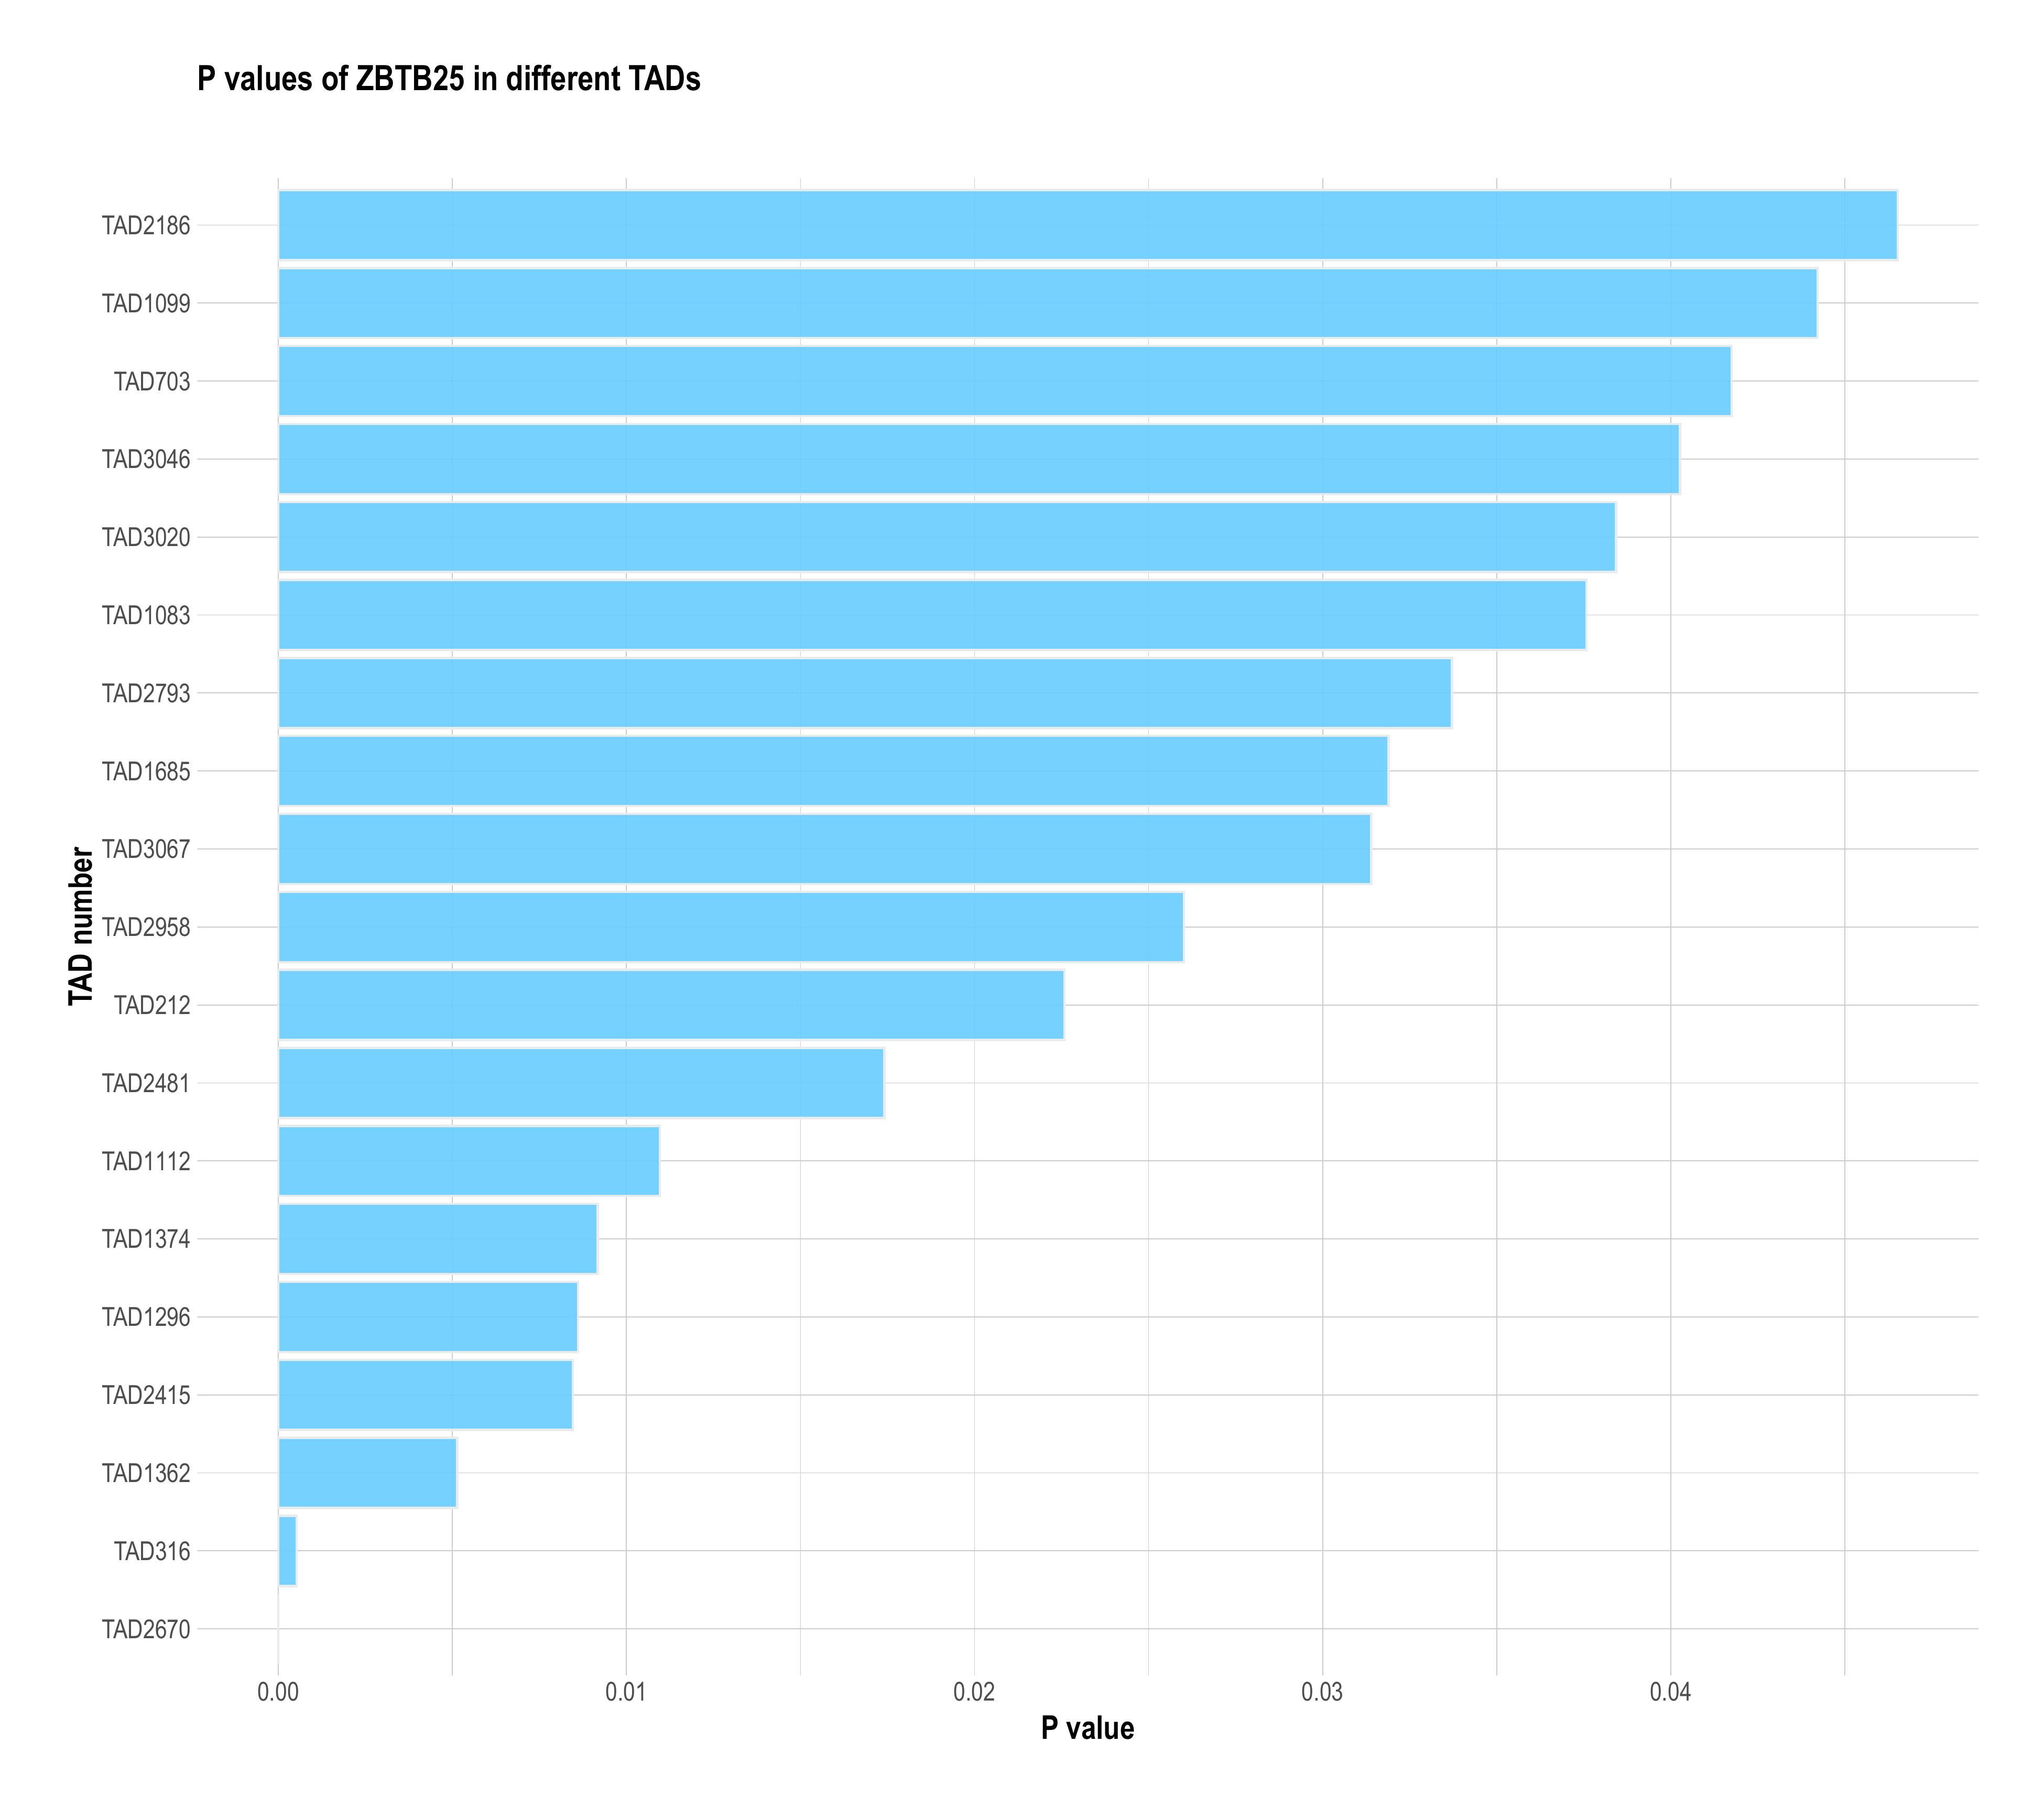 P values of ZBTB25 in different TADs
TAD2186
TAD1099
TAD703
TAD3046
TAD3020
TAD1083
TAD2793
TAD1685
TAD3067
TAD2958
TAD212
TAD2481
TAD1112
TAD1374
TAD1296
TAD2415
TAD1362
TAD316
TAD2670
TAD number
0.00 0.01 0.02 0.03 0.04
P value